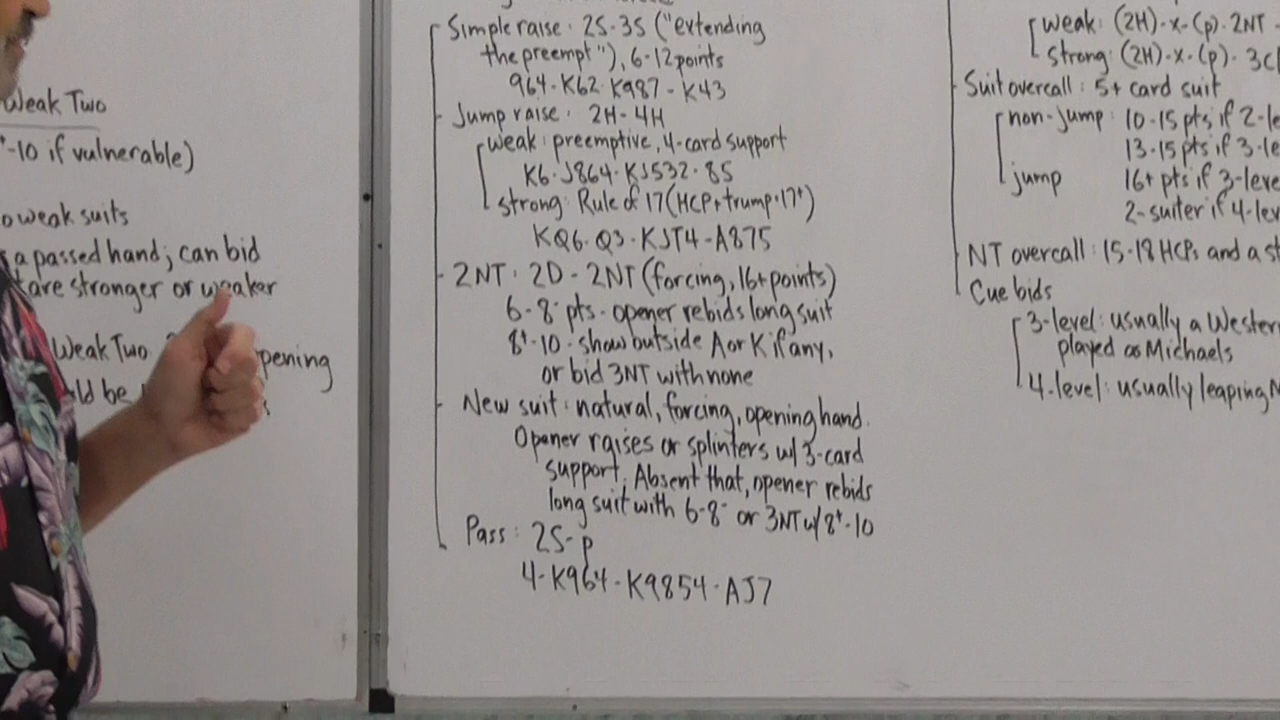 Weak Two
-10 if vulnerable)
o weak suits
a passed hand; can bid
are stronger or weaker
Weak Two
pening
ld be
Simple raise: 2S-3S ("extending
the preempt"), 6-12 points
964-K62-K987-K43
Jump raise: 2H-4H
weak: preemptive, 4-card support
K6-J864-KJ532-85
strong: Rule of 17 (HCP+trump=17+)
KQ6-Q3-KJT4-A875
2NT: 2D-2NT (forcing, 16+points)
6-8- pts- opener rebids long suit
8+-10 - show outside A or K if any,
or bid 3NT with none
New suit: natural, forcing, opening hand.
Opener raises or splinters w/ 3-card
support. Absent that, opener rebids
long suit with 6-8- or 3NT w/ 8+-10
Pass: 2S-p
4-K964-K9854-AJ7
weak: (2H)-x-(p)-2NT-
strong: (2H)-x-(p)-3Cl
Suit overcall: 5+ card suit
non-jump: 10-15 pts if 2-le
13-15 pts if 3-le
jump 16+ pts if 3-leve
2-suiter if 4-lev
NT overcall: 15-18 HCPs and a st
Cue bids
3-level: usually a Western
played as Michaels
4-level: usually leaping M